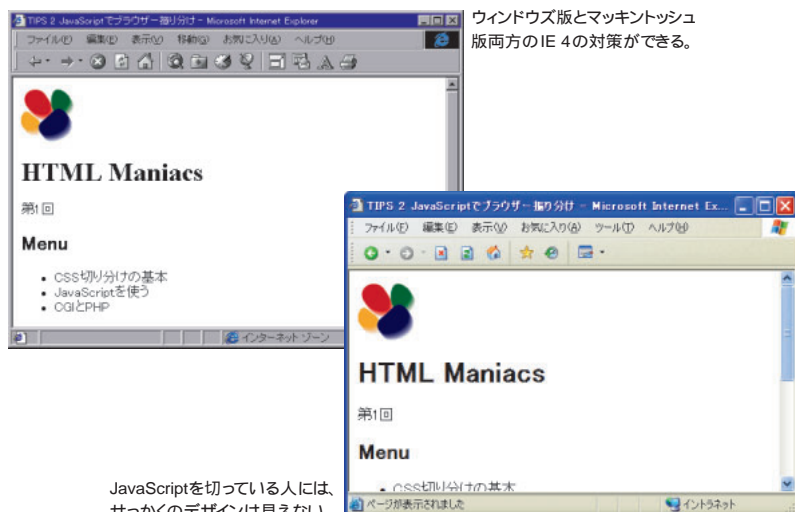 TIPS 2 JavaScriptでブラウザー振り分け - Microsoft Internet Explorer
ファイル(F) 編集(E) 表示(V) 移動(G) お気に入り(A) ヘルプ(H)
HTML Maniacs
第1回
Menu
• CSS切り分けの基本
• JavaScriptを使う
• CGIとPHP
インターネット ゾーン
ウィンドウズ版とマッキントッシュ
版両方のIE 4の対策ができる。
TIPS 2 JavaScriptでブラウザー振り分け - Microsoft Internet Ex...
ファイル(F) 編集(E) 表示(V) お気に入り(A) ツール(T) ヘルプ(H)
HTML Maniacs
第1回
Menu
• CSS切り分けの基本
ページが表示されました
イントラネット
JavaScriptを切っている人には、
せっかくのデザインは見えない